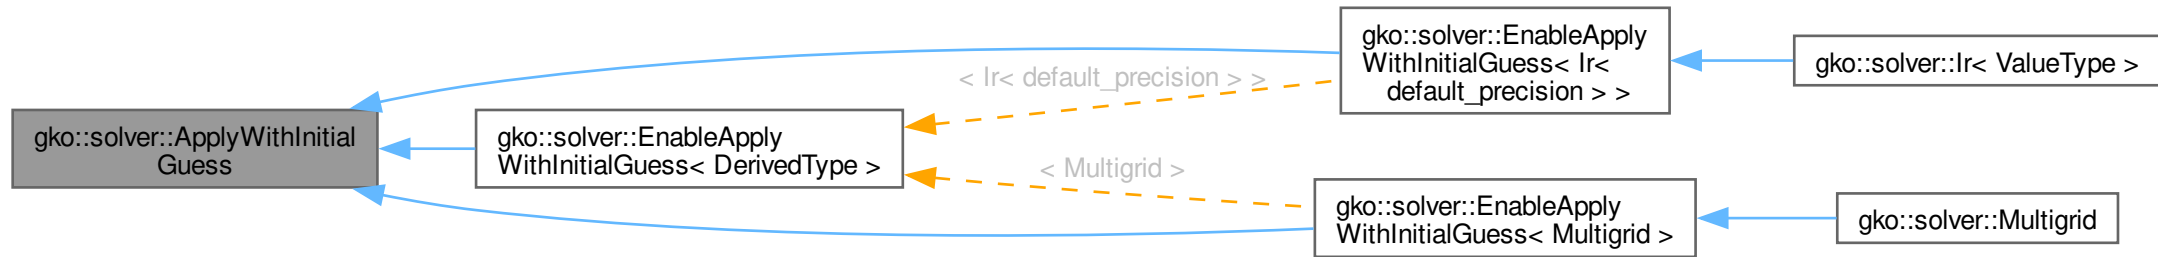 gko::solver::ApplyWithInitial
Guess
gko::solver::EnableApply
WithInitialGuess< DerivedType >
< Ir< default_precision > >
< Multigrid >
gko::solver::EnableApply
WithInitialGuess< Ir<
default_precision > >
gko::solver::Ir< ValueType >
gko::solver::EnableApply
WithInitialGuess< Multigrid >
gko::solver::Multigrid